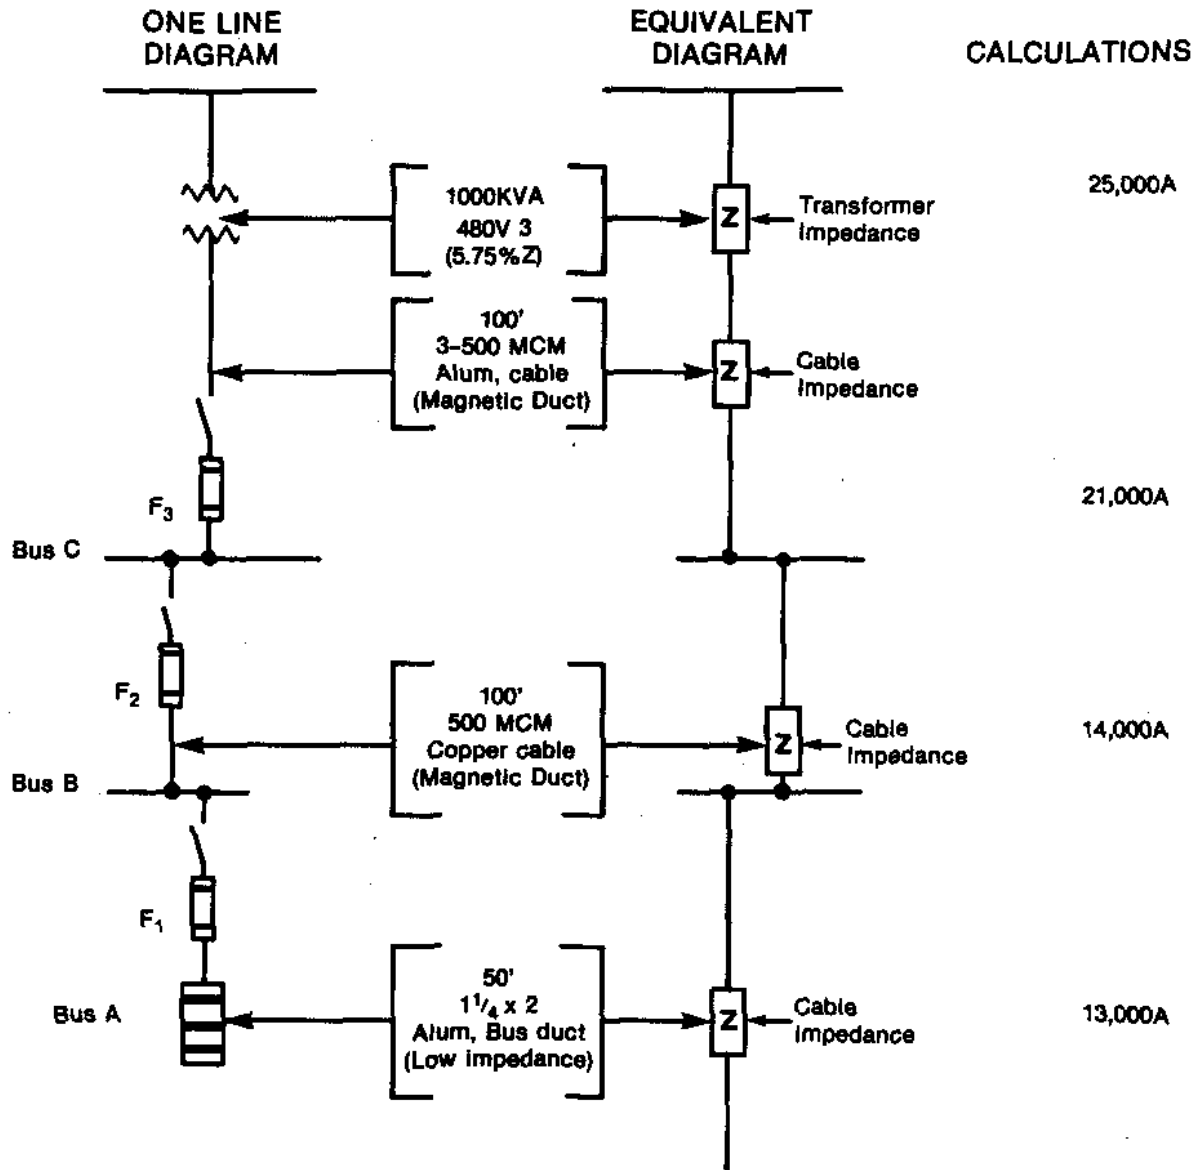 ONE LINE
DIAGRAM
EQUIVALENT
DIAGRAM
CALCULATIONS
1000KVA
480V 3
(5.75%Z)
Z
Transformer
Impedance
25,000A
100'
3-500 MCM
Alum, cable
(Magnetic Duct)
Z
Cable
Impedance
F3
21,000A
Bus C
F2
100'
500 MCM
Copper cable
(Magnetic Duct)
Z
Cable
Impedance
14,000A
Bus B
F1
Bus A
50'
1 1/4 x 2
Alum, Bus duct
(Low impedance)
Z
Cable
Impedance
13,000A